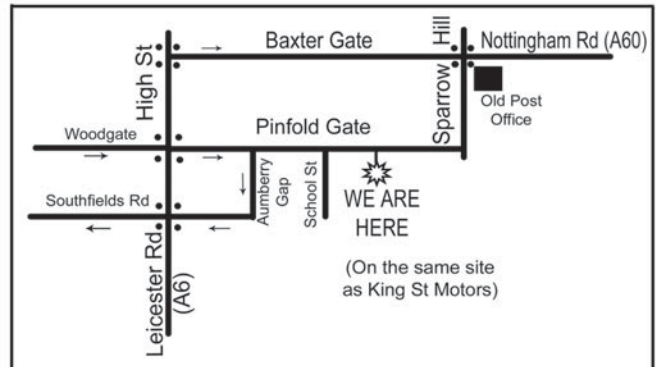 Baxter Gate
Hill
Nottingham Rd (A60)
High St
Sparrow
Old Post
Office
Woodgate
Pinfold Gate
Southfields Rd
Aumberry
Gap
School St
WE ARE
HERE
Leicester Rd
(A6)
(On the same site
as King St Motors)